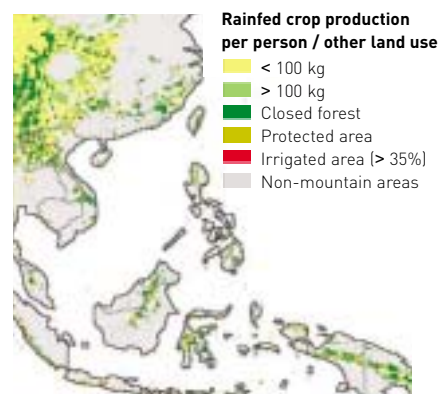 Rainfed crop production
per person / other land use
< 100 kg
> 100 kg
Closed forest
Protected area
Irrigated area (> 35%)
Non-mountain areas